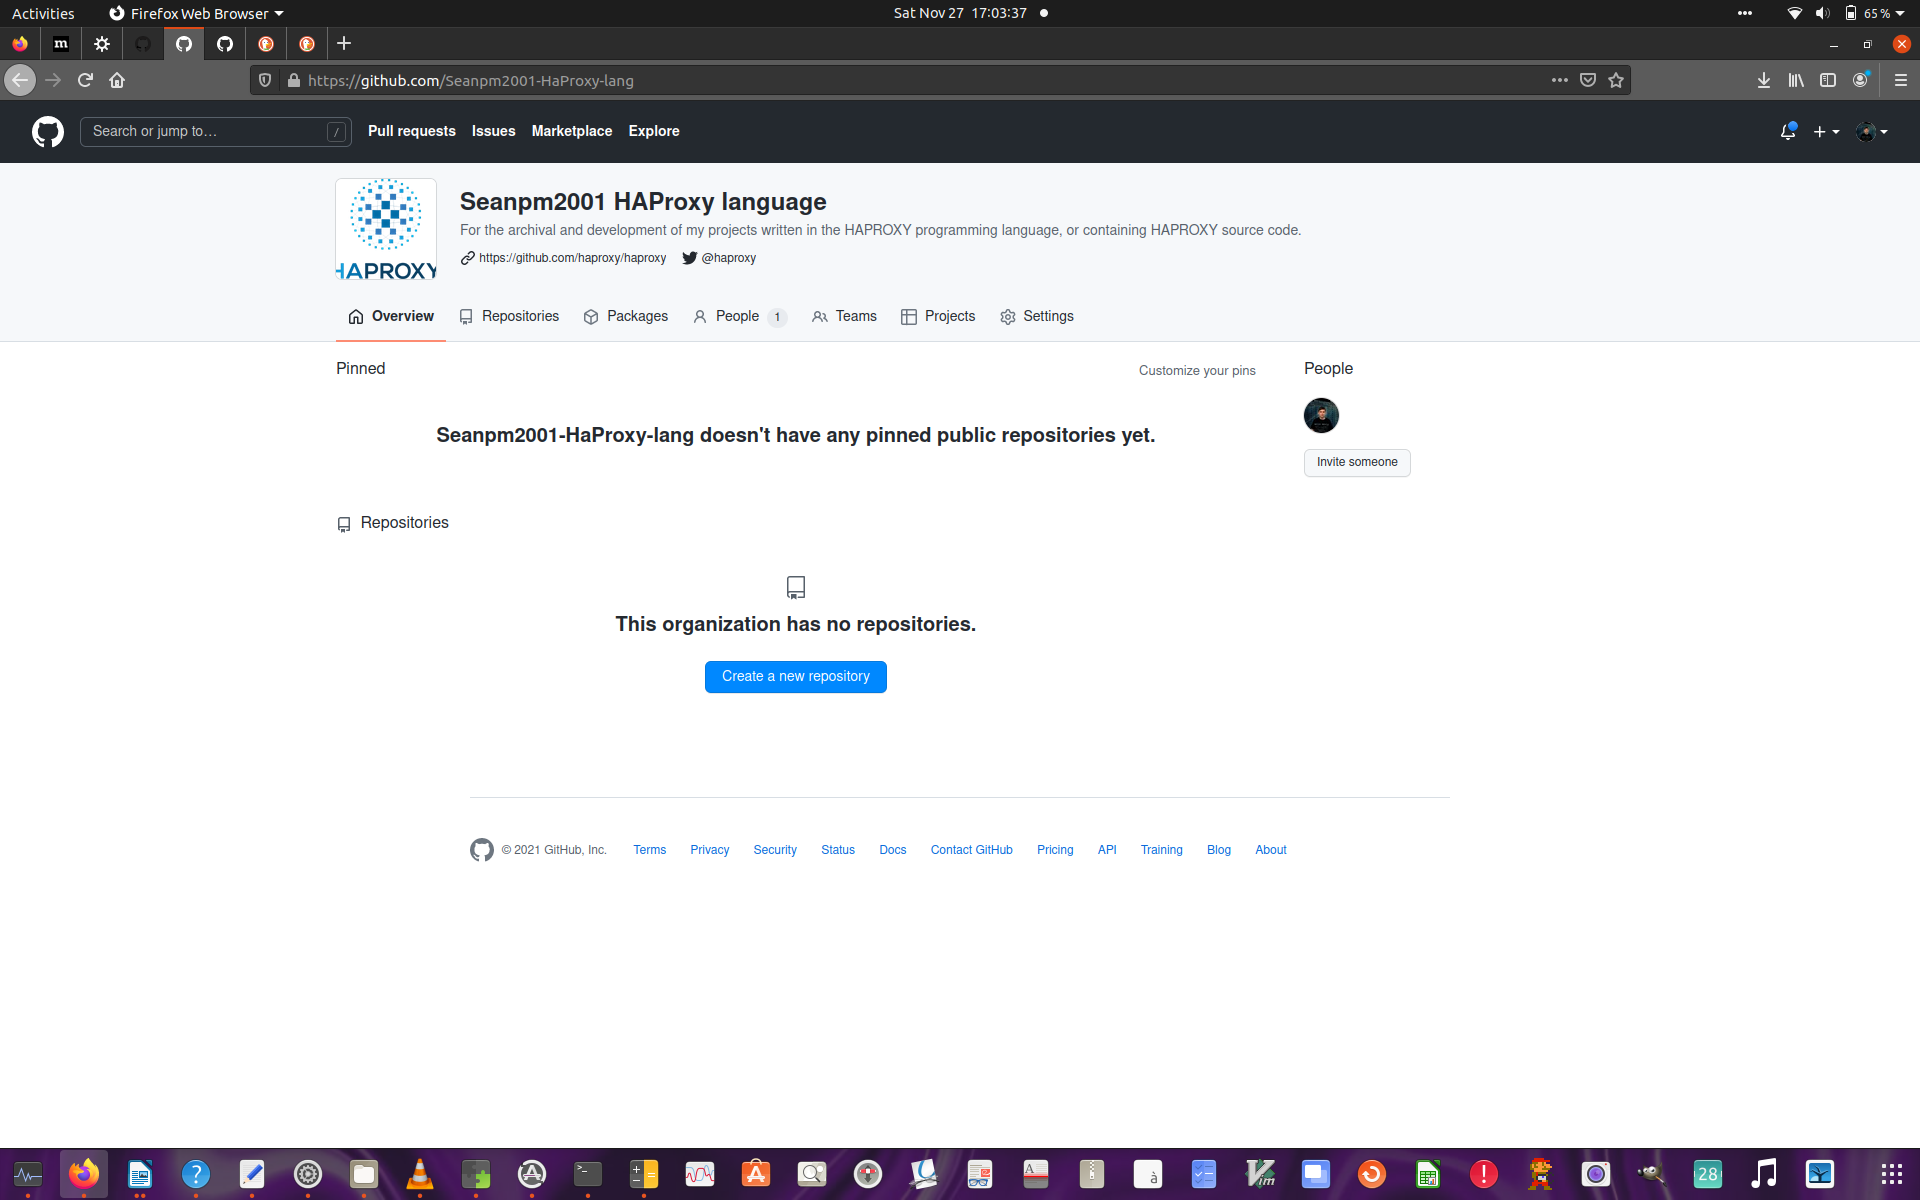 Activities Firefox Web Browser Sat Nov 27 17:03:37 65 %
m
https://github.com/Seanpm2001-HaProxy-lang
Search or jump to… / Pull requests Issues Marketplace Explore
HAPROXY
Seanpm2001 HAProxy language
For the archival and development of my projects written in the HAPROXY programming language, or containing HAPROXY source code.
https://github.com/haproxy/haproxy @haproxy
Overview Repositories Packages People 1 Teams Projects Settings
Pinned Customize your pins People
Seanpm2001-HaProxy-lang doesn't have any pinned public repositories yet.
Invite someone
Repositories
This organization has no repositories.
Create a new repository
© 2021 GitHub, Inc. Terms Privacy Security Status Docs Contact GitHub Pricing API Training Blog About
? >_ A à Vim ! 28